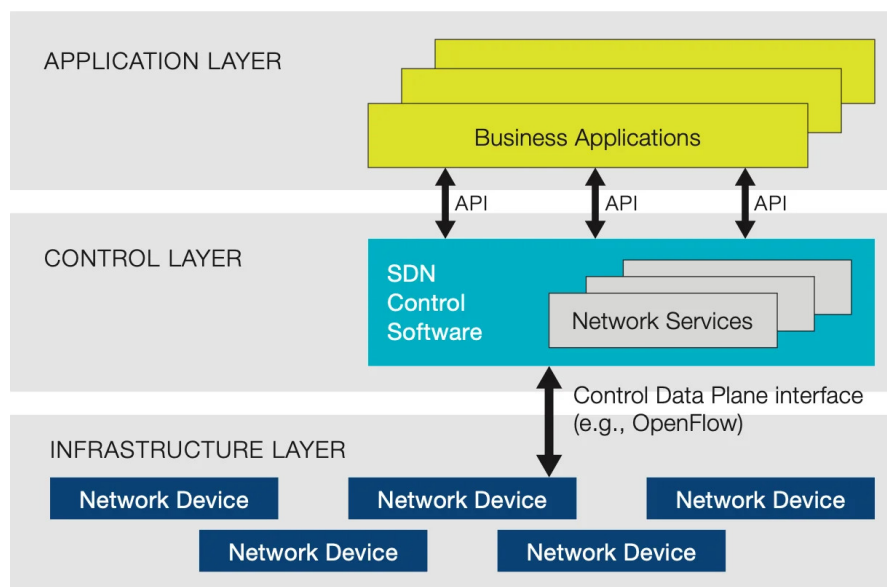 APPLICATION LAYER
Business Applications
API
API
API
CONTROL LAYER
SDN
Control
Software
Network Services
Control Data Plane interface
(e.g., OpenFlow)
INFRASTRUCTURE LAYER
Network Device
Network Device
Network Device
Network Device
Network Device